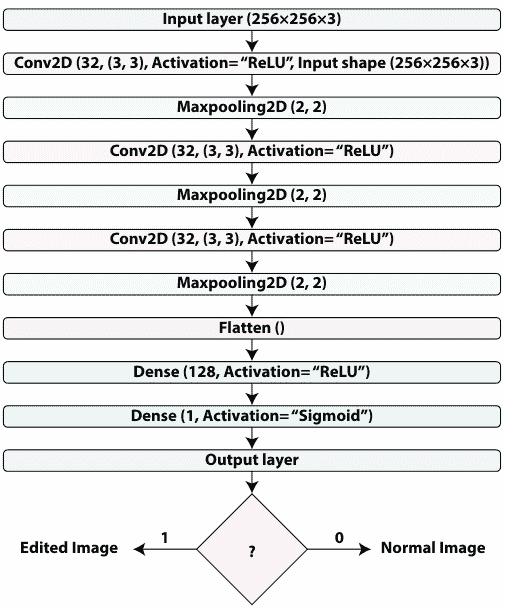 Input layer (256×256×3)
Conv2D (32, (3, 3), Activation= “ReLU”, Input shape (256×256×3))
Maxpooling2D (2, 2)
Conv2D (32, (3, 3), Activation= “ReLU”)
Maxpooling2D (2, 2)
Conv2D (32, (3, 3), Activation= “ReLU”)
Maxpooling2D (2, 2)
Flatten ()
Dense (128, Activation= “ReLU”)
Dense (1, Activation= “Sigmoid”)
Output layer
1
0
Edited Image
?
Normal Image